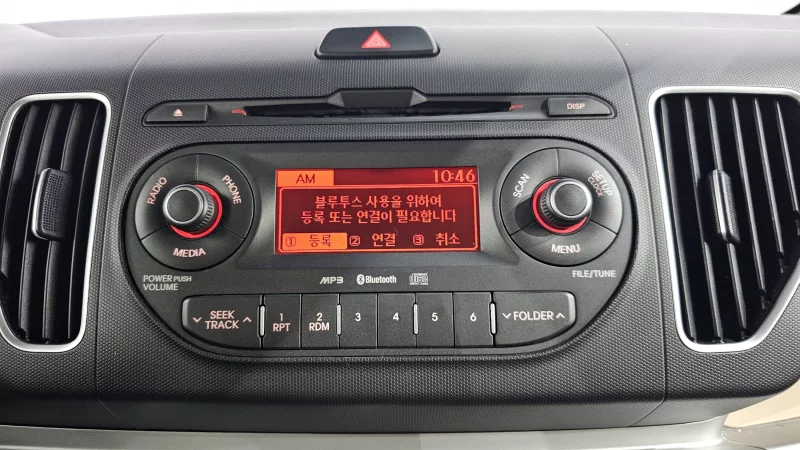 DISP
RADIO
PHONE
MEDIA
AM 10:46
블루투스 사용을 위하여
등록 또는 연결이 필요합니다
① 등록 ② 연결 ③ 취소
SCAN
SETUP
CLOCK
MENU
POWER PUSH
VOLUME
MP3 Bluetooth
FILE/TUNE
SEEK
TRACK
1
RPT
2
RDM
3
4
5
6
FOLDER